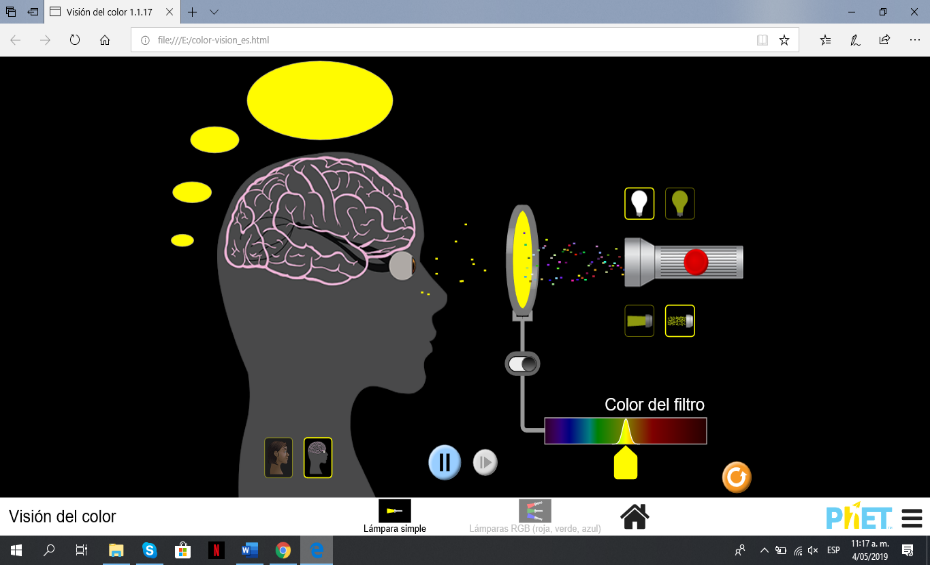 Visión del color 1.1.17
file:///E:/color-vision_es.html
Color del filtro
Visión del color
Lámpara simple
Lámparas RGB (roja, verde, azul)
PhET
N
W
ESP
11:17 a. m.
4/05/2019